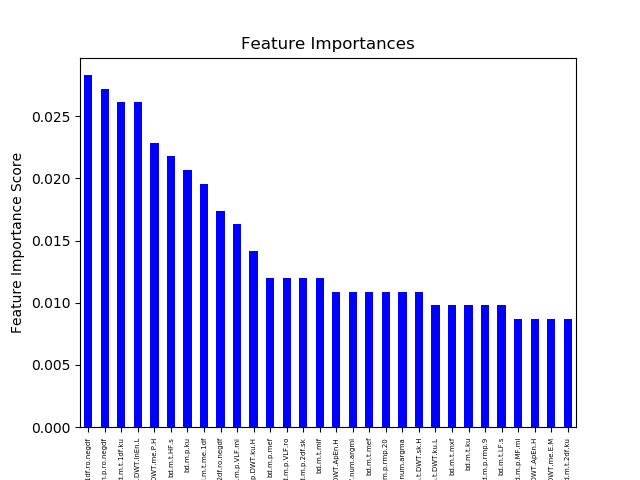 Feature Importances
Feature Importance Score
0.025
0.020
0.015
0.010
0.005
0.000
1df.ro.negdf
n.p.ro.negdf
d.m.t.1df.ku
.DWT.InEn.L
DWT.me.P.H
bd.m.t.HF.s
bd.m.p.ku
.m.t.me.1df
2df.ro.negdf
.m.p.VLF.mi
p.DWT.ku.H
bd.m.p.mef
d.m.p.VLF.ro
d.m.p.2df.sk
bd.m.t.mif
DWT.ApEn.H
.num.argmi
bd.m.t.mef
m.p.rmp.20
num.argma
.t.DWT.sk.H
.t.DWT.ku.L
bd.m.t.mxf
bd.m.t.ku
d.m.p.rmp.9
bd.m.t.LF.s
d.m.p.MF.mi
DWT.ApEn.H
DWT.me.E.M
d.m.t.2df.ku